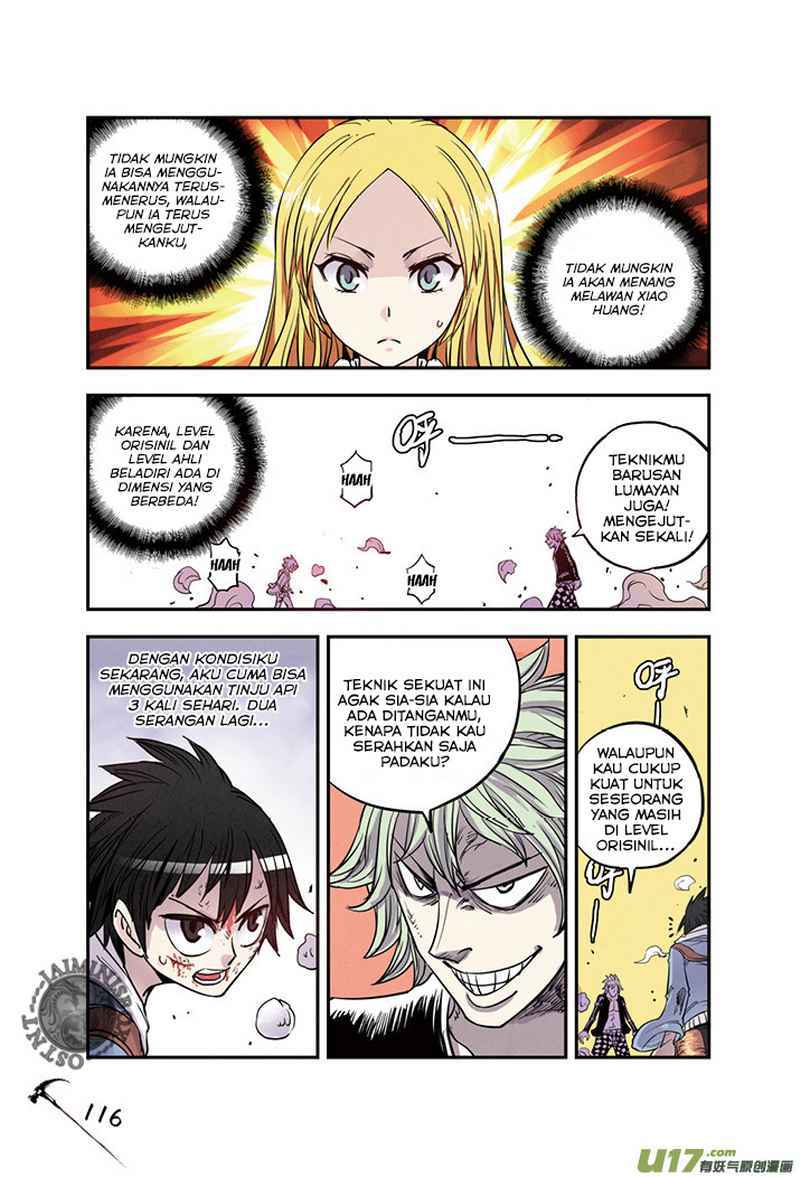 TIDAK MUNGKIN
IA BISA MENGGU-
NAKANNYA TERUS-
MENERUS, WALAU-
PUN IA TERUS
MENGEJUT-
KANKU,
TIDAK MUNGKIN
IA AKAN MENANG
MELAWAN XIAO
HUANG!
KARENA, LEVEL
ORISINIL DAN
LEVEL AHLI
BELADIRI ADA DI
DIMENSI YANG
BERBEDA!
呼
HAAH
HAAH
HAAH
TEKNIKMU
BARUSAN
LUMAYAN
JUGA!
MENGEJUT-
KAN SEKALI!
DENGAN KONDISIKU
SEKARANG, AKU CUMA BISA
MENGGUNAKAN TINJU API
3 KALI SEHARI. DUA
SERANGAN LAGI...
TEKNIK SEKUAT INI
AGAK SIA-SIA KALAU
ADA DITANGANMU,
KENAPA TIDAK KAU
SERAHKAN SAJA
PADAKU?
呼
WALAUPUN
KAU CUKUP
KUAT UNTUK
SESEORANG
YANG MASIH
DI LEVEL
ORISINIL...
呼
116
U17.com
有妖气原创漫画